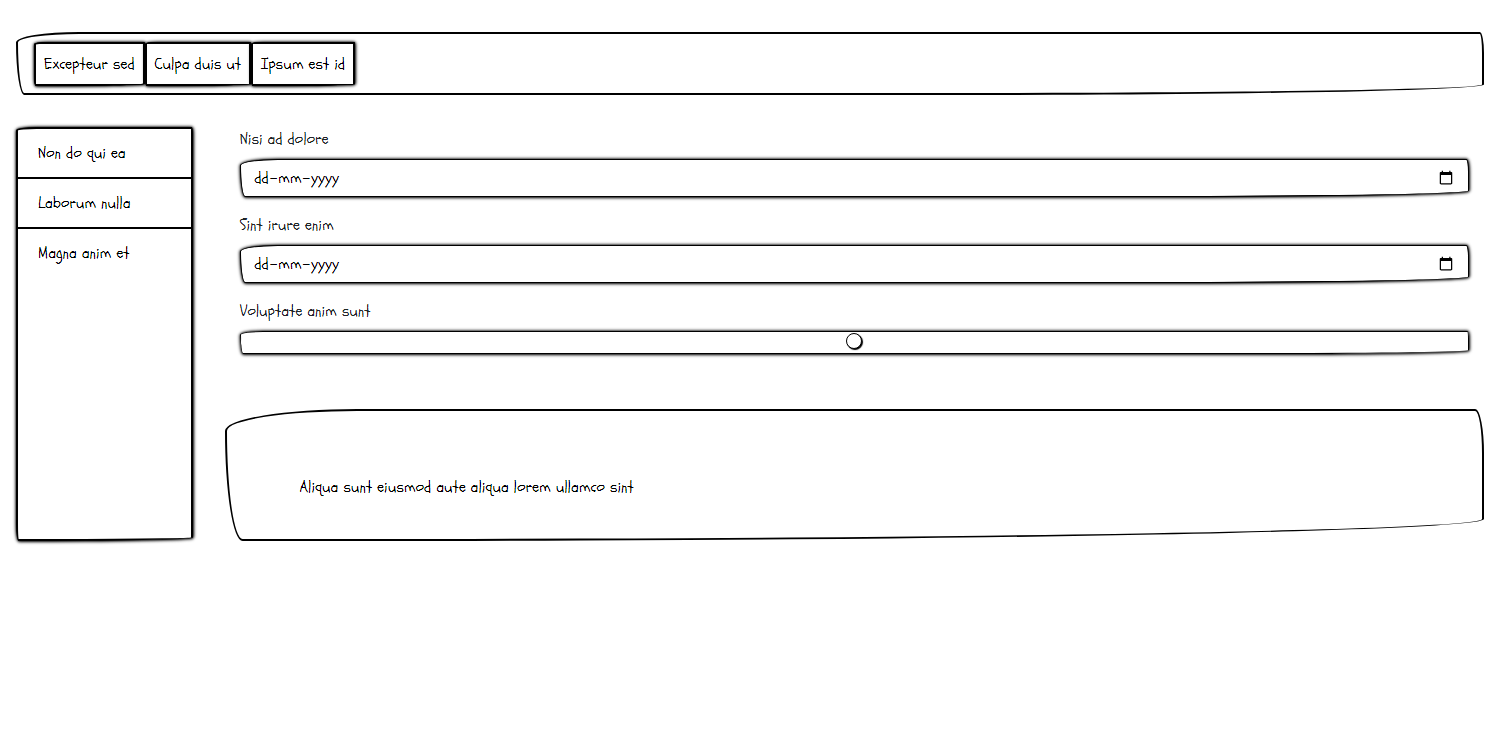 Excepteur sed Culpa duis ut Ipsum est id
Non do qui ea
Laborum nulla
Magna anim et
Nisi ad dolore
dd-mm-yyyy
Sint irure enim
dd-mm-yyyy
Voluptate anim sunt
Aliqua sunt eiusmod aute aliqua lorem ullamco sint